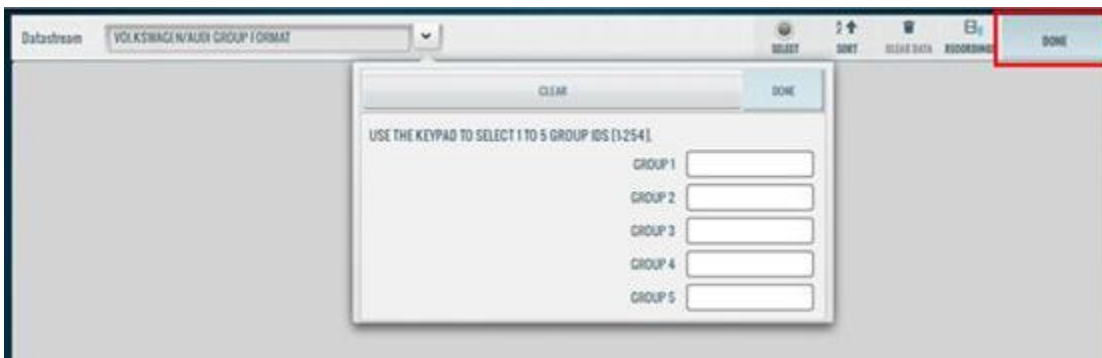 Datastream VOLKSWAGEN/AUDI GROUP FORMAT SELECT SORT CLEAR DATA RECORDINGS DONE
CLEAR DONE
USE THE KEYPAD TO SELECT 1 TO 5 GROUP IDS [1-254].
GROUP 1
GROUP 2
GROUP 3
GROUP 4
GROUP 5